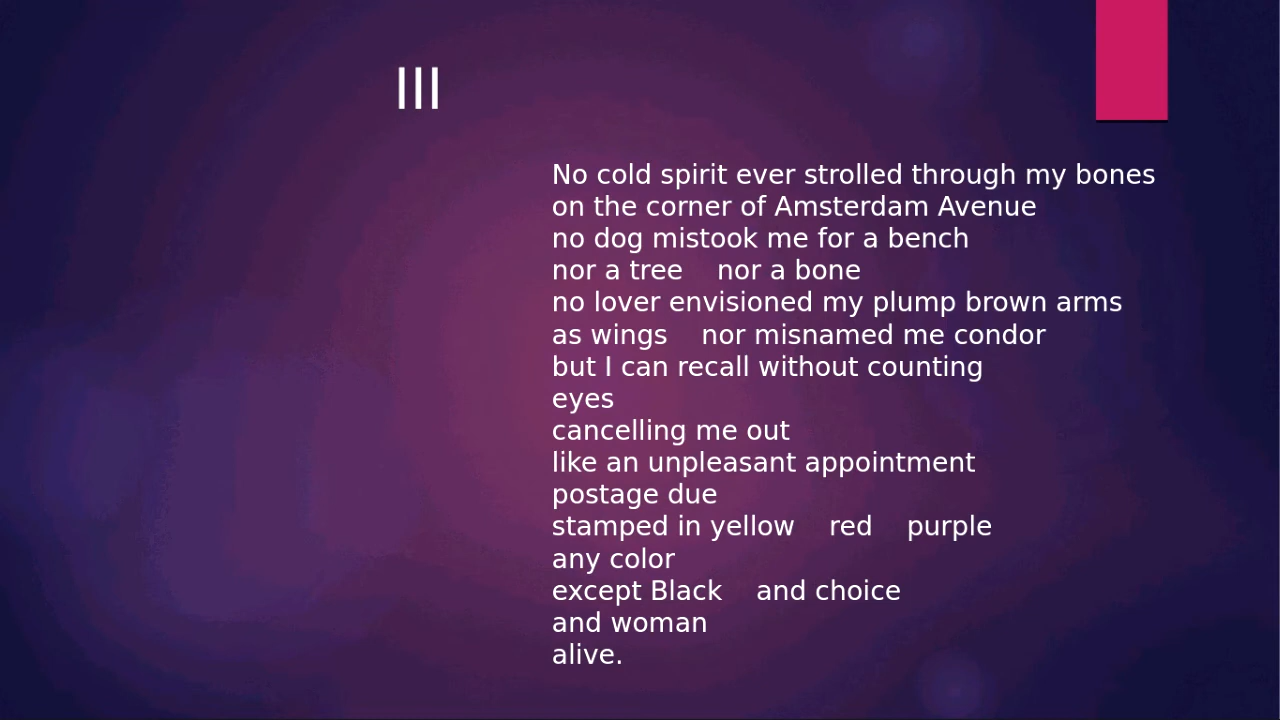 III
No cold spirit ever strolled through my bones
on the corner of Amsterdam Avenue
no dog mistook me for a bench
nor a tree    nor a bone
no lover envisioned my plump brown arms
as wings    nor misnamed me condor
but I can recall without counting
eyes
cancelling me out
like an unpleasant appointment
postage due
stamped in yellow    red    purple
any color
except Black    and choice
and woman
alive.